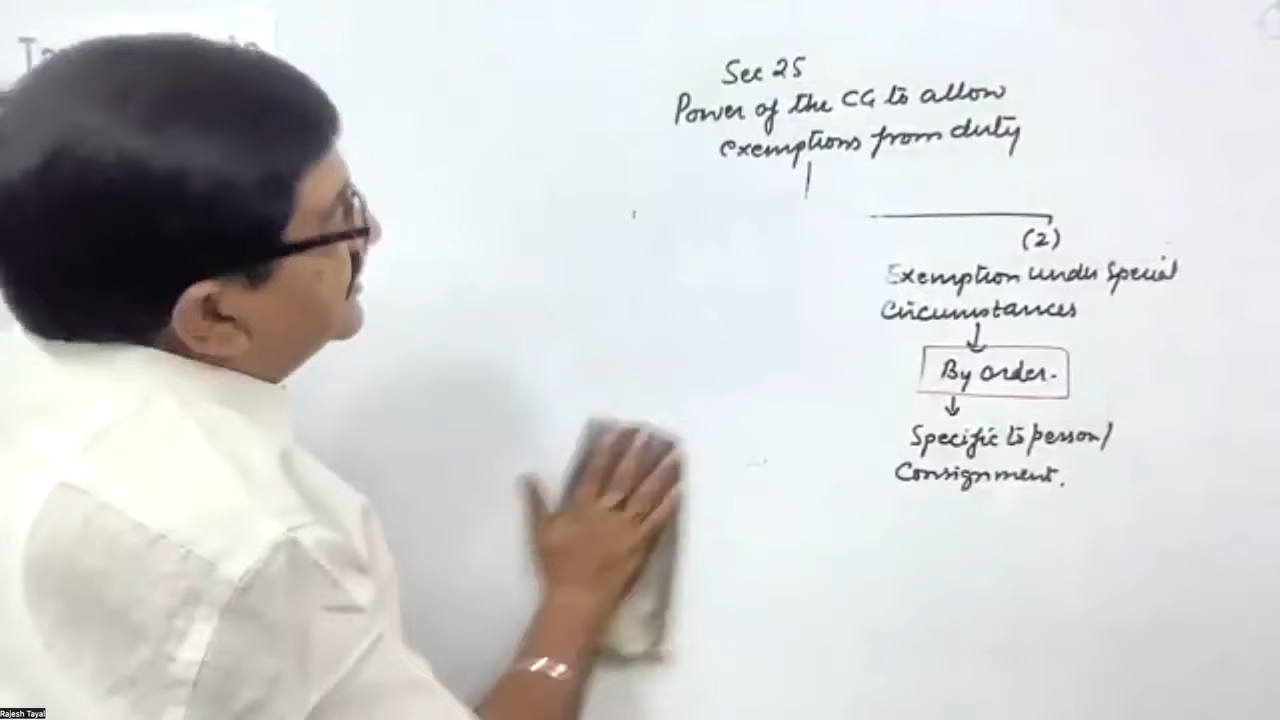 Sec 25
Power of the CG to allow
exemptions from duty
(2)
Exemption under Special
Circumstances
By order.
Specific to person/
Consignment.
Rajesh Tayal